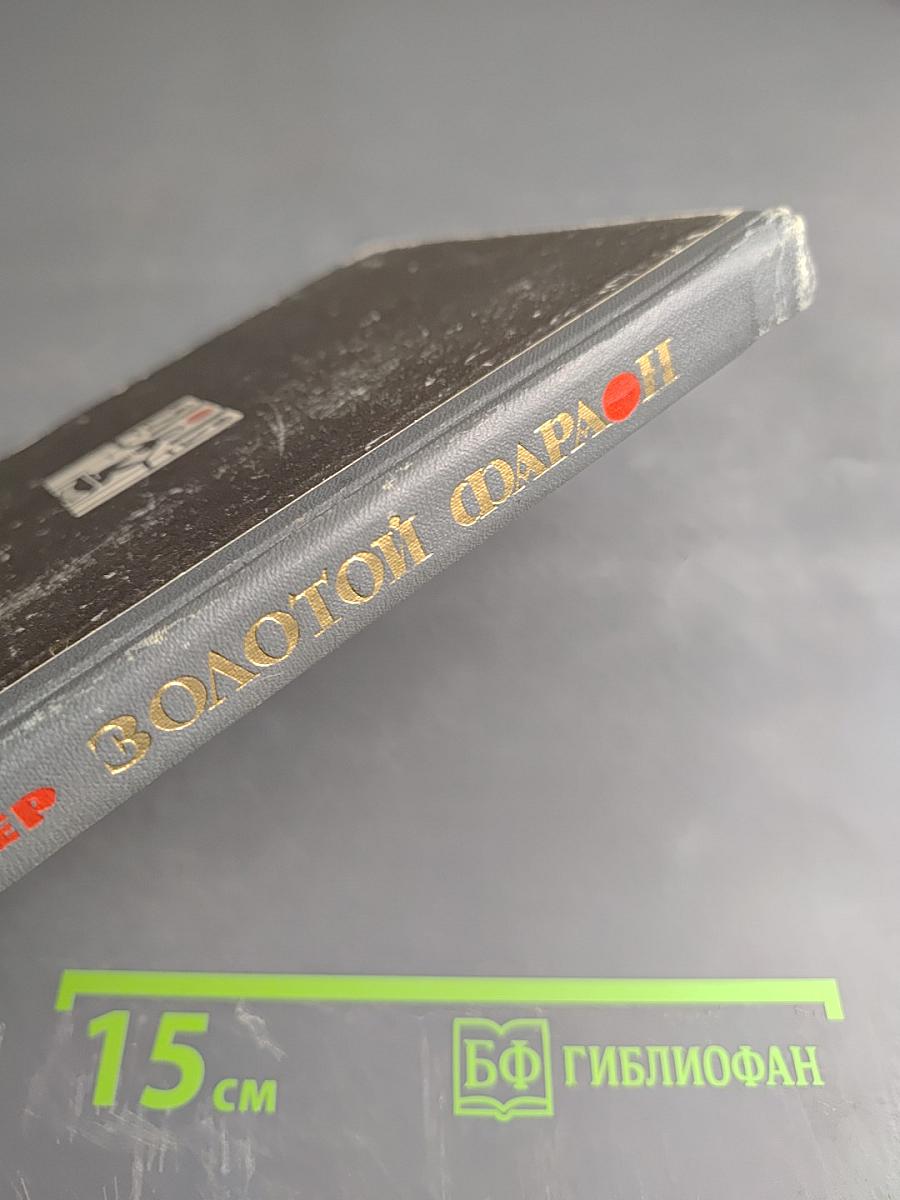 ЕР ЗОЛОТОЙ ФАРАОН
15 см
БФ ГИБЛИОФАН